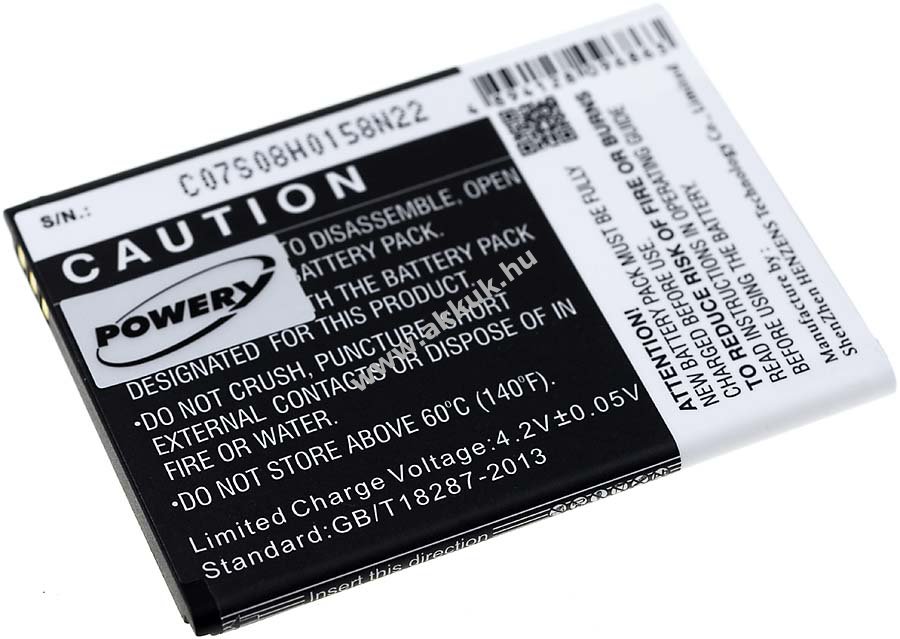 C07S08H0158N22
S/N.:
CAUTION
TO DISASSEMBLE, OPEN
BATTERY PACK.
THE BATTERY PACK
DESIGNATED FOR THIS PRODUCT.
•DO NOT CRUSH, PUNCTURE, SHORT
EXTERNAL CONTACTS OR DISPOSE OF
FIRE OR WATER.
•DO NOT STORE ABOVE 60°C (140°F).
Limited Charge Voltage:4.2V±0.05V
Standard:GB/T18287-2013
Insert this direction
POWERY
www.akkuk.hu
ATTENTION!
NEW BATTERY PACK MUST BE FULLY
CHARGED BEFORE USE.
TO REDUCE RISK OF FIRE OR BURNS
READ INSTRUCTIONS IN OPERATING GUIDE
BEFORE USING THE BATTERY.
Manufacture by:
ShenZhen HENZENS Technology Co., Limited